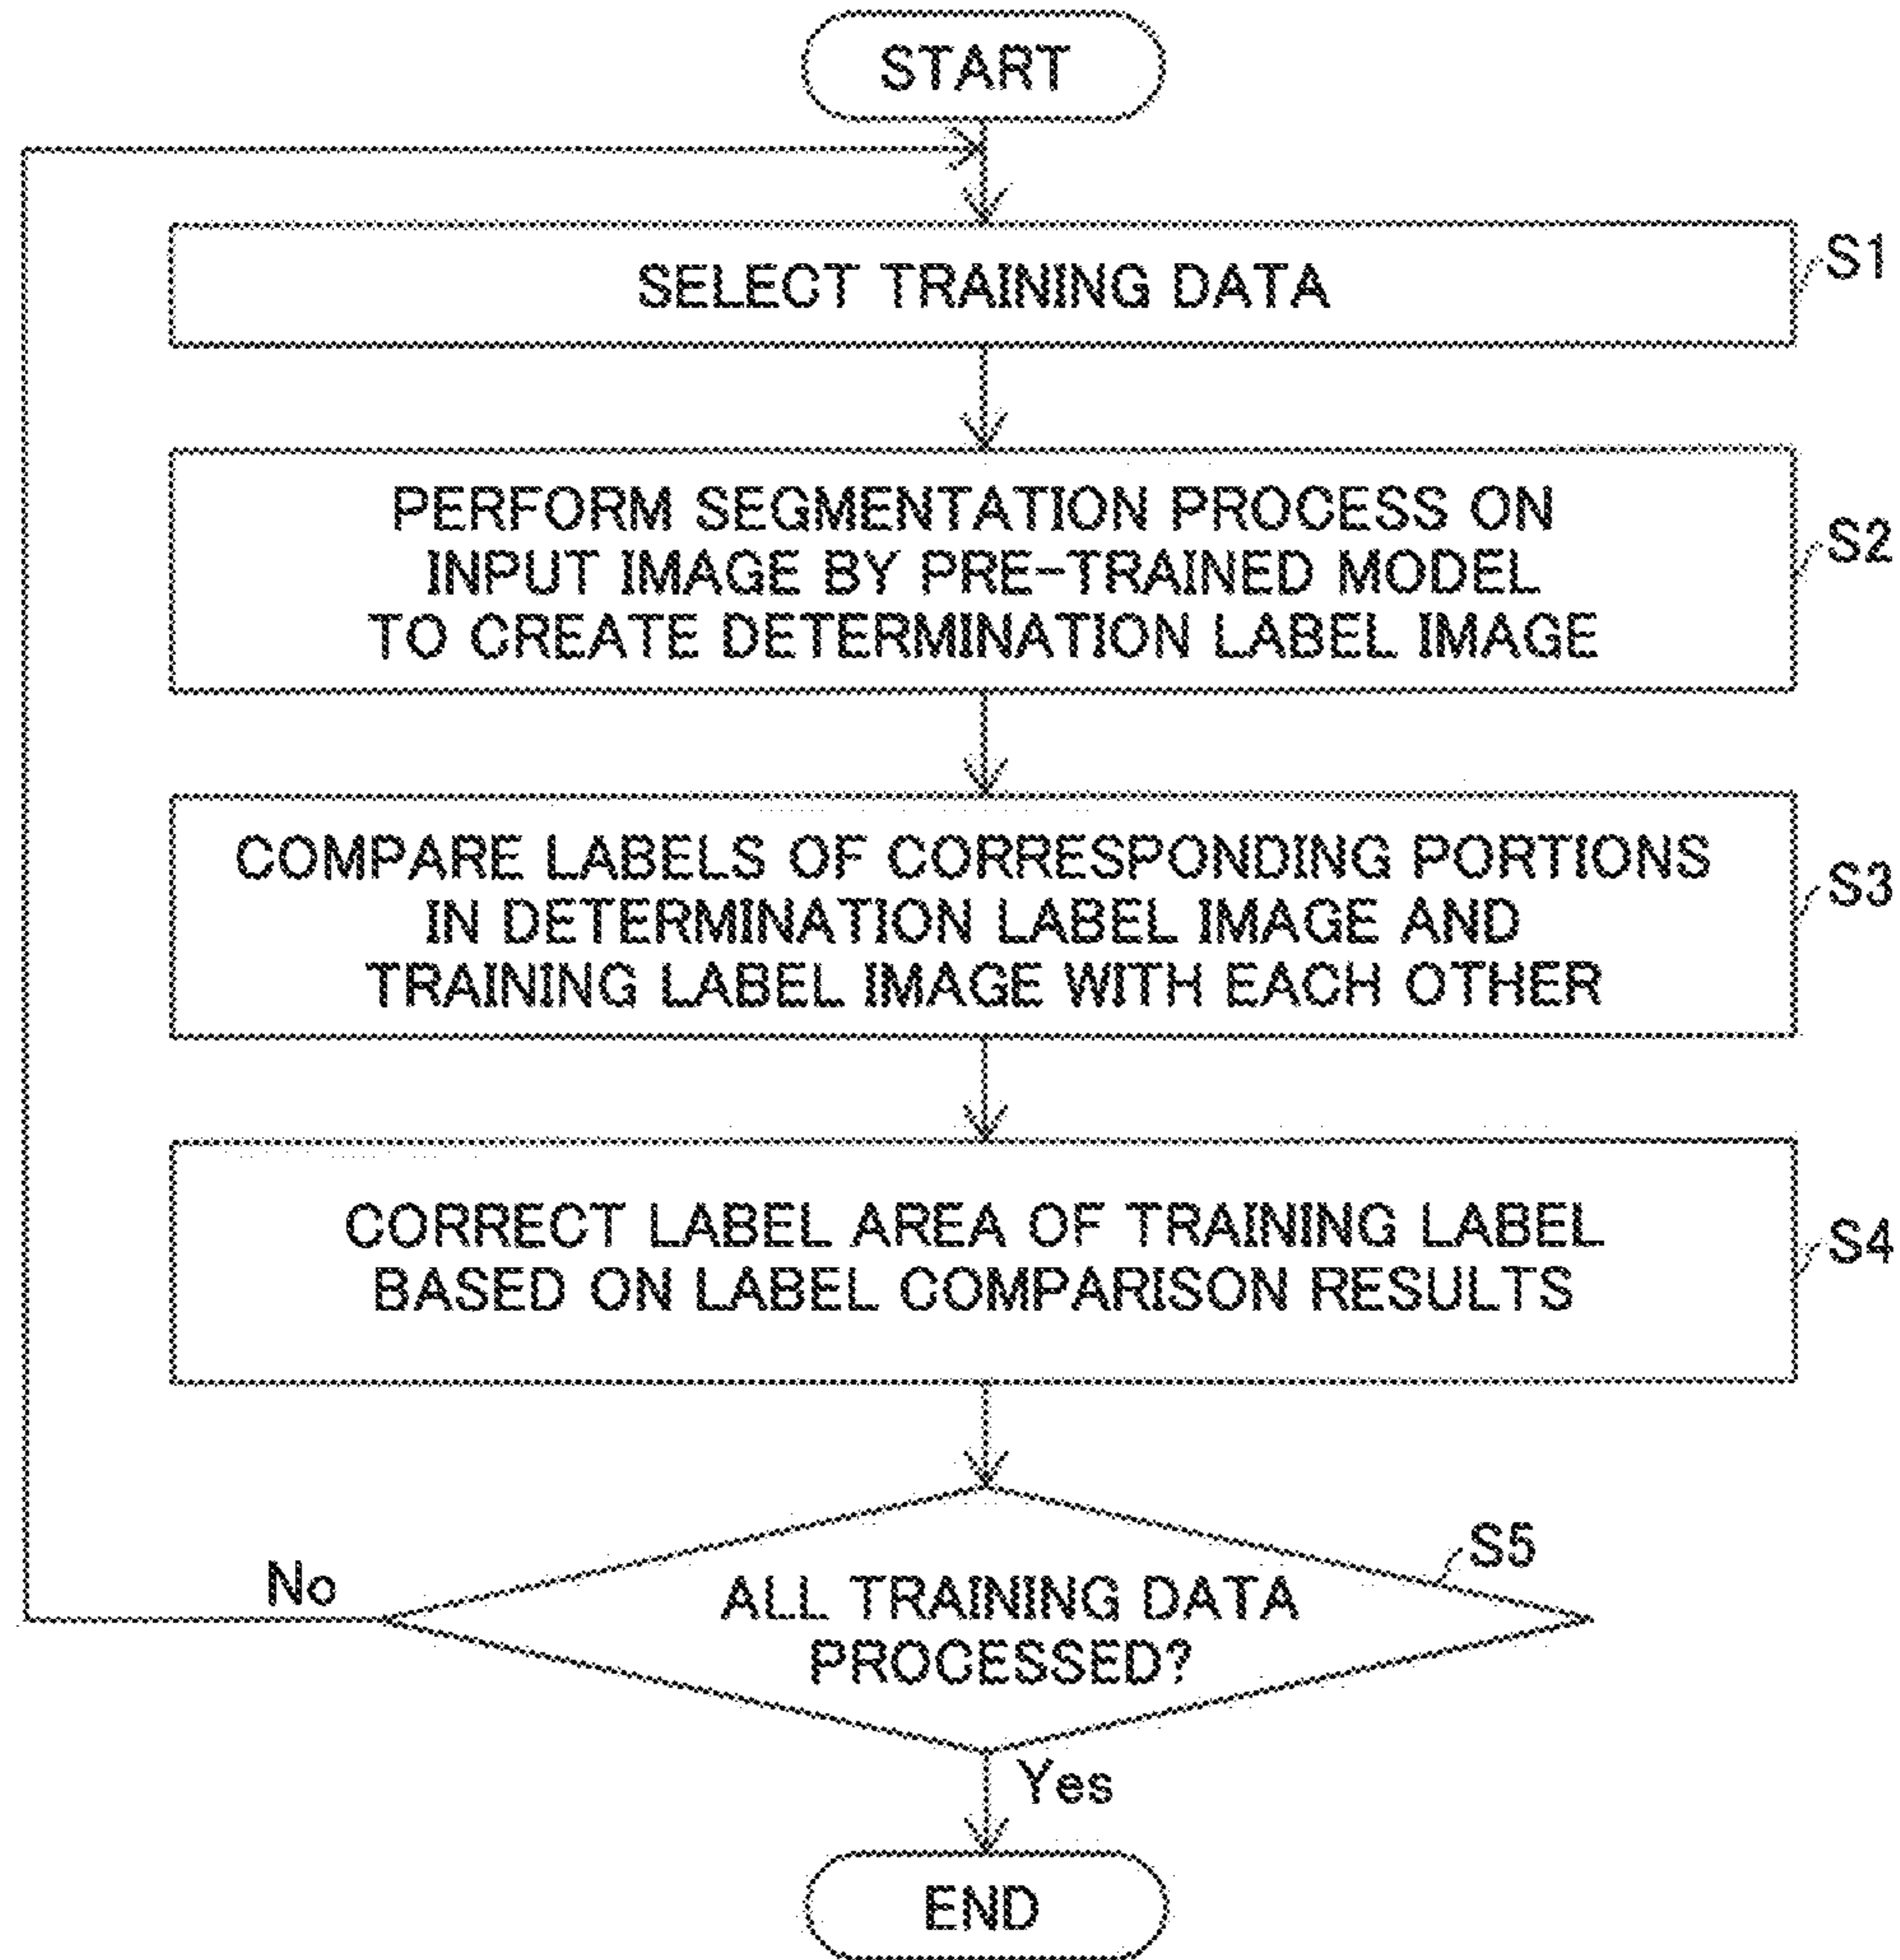 START
SELECT TRAINING DATA
S1
PERFORM SEGMENTATION PROCESS ON
INPUT IMAGE BY PRE-TRAINED MODEL
TO CREATE DETERMINATION LABEL IMAGE
S2
COMPARE LABELS OF CORRESPONDING PORTIONS
IN DETERMINATION LABEL IMAGE AND
TRAINING LABEL IMAGE WITH EACH OTHER
S3
CORRECT LABEL AREA OF TRAINING LABEL
BASED ON LABEL COMPARISON RESULTS
S4
S5
No
ALL TRAINING DATA
PROCESSED?
Yes
END